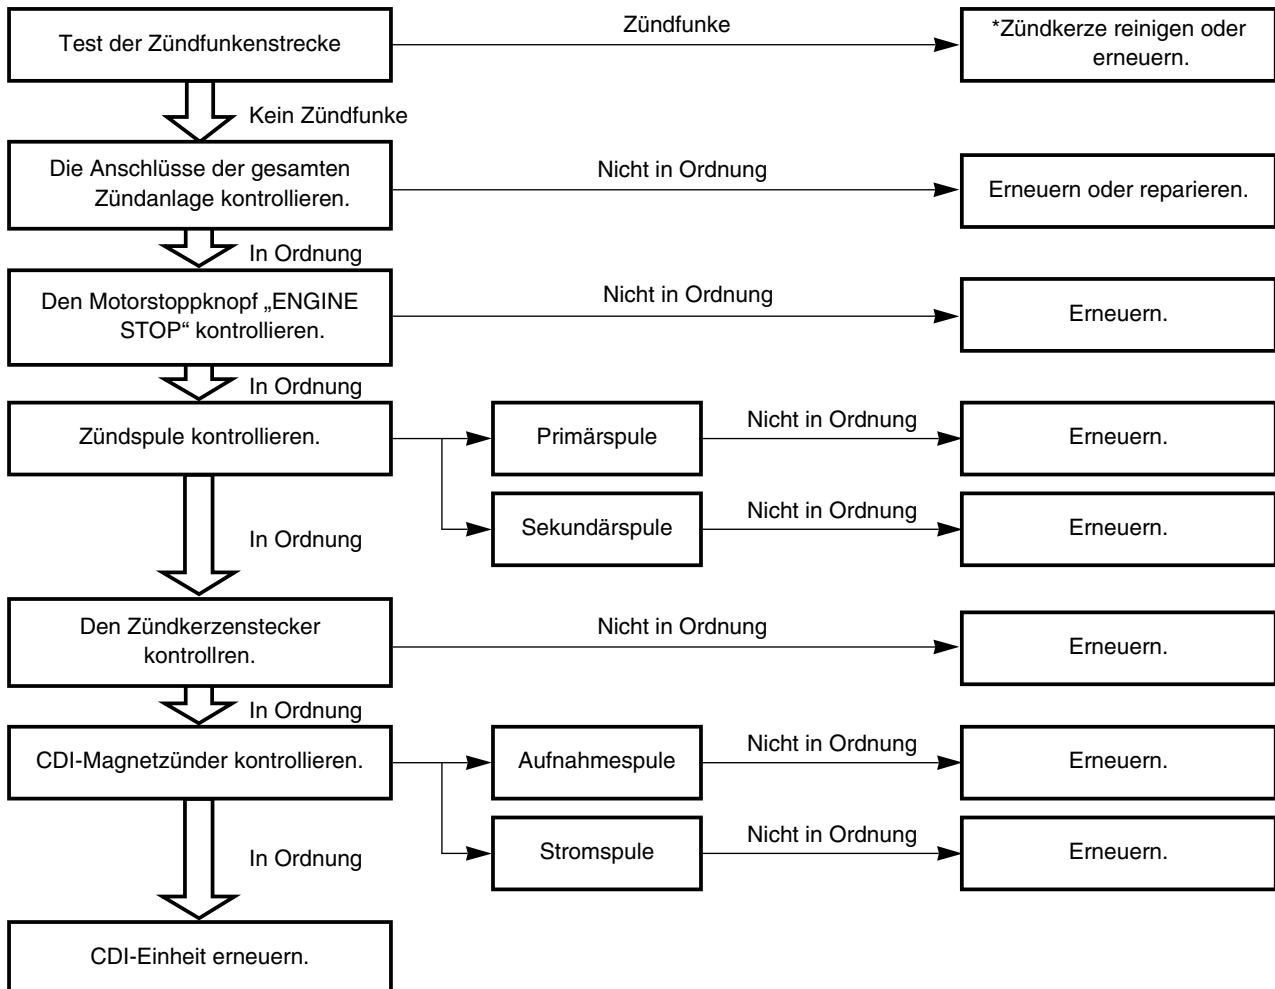 Test der Zündfunkenstrecke
Zündfunke
*Zündkerze reinigen oder
erneuern.
Kein Zündfunke
Die Anschlüsse der gesamten
Zündanlage kontrollieren.
Nicht in Ordnung
Erneuern oder reparieren.
In Ordnung
Den Motorstoppknopf „ENGINE
STOP“ kontrollieren.
Nicht in Ordnung
Erneuern.
In Ordnung
Zündspule kontrollieren.
Primärspule
Nicht in Ordnung
Erneuern.
Sekundärspule
Nicht in Ordnung
Erneuern.
In Ordnung
Den Zündkerzenstecker
kontrollren.
Nicht in Ordnung
Erneuern.
In Ordnung
CDI-Magnetzünder kontrollieren.
Aufnahmespule
Nicht in Ordnung
Erneuern.
Stromspule
Nicht in Ordnung
Erneuern.
In Ordnung
CDI-Einheit erneuern.